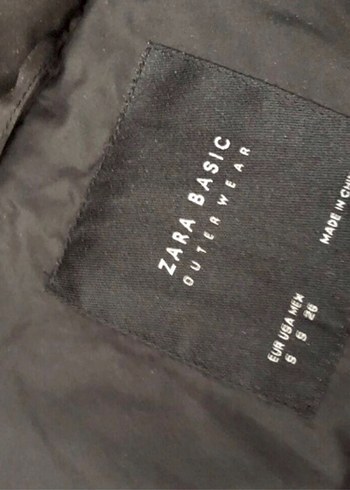 ZARA BASIC
OUTERWEAR
MADE IN
EUR USA MEX
S S 26